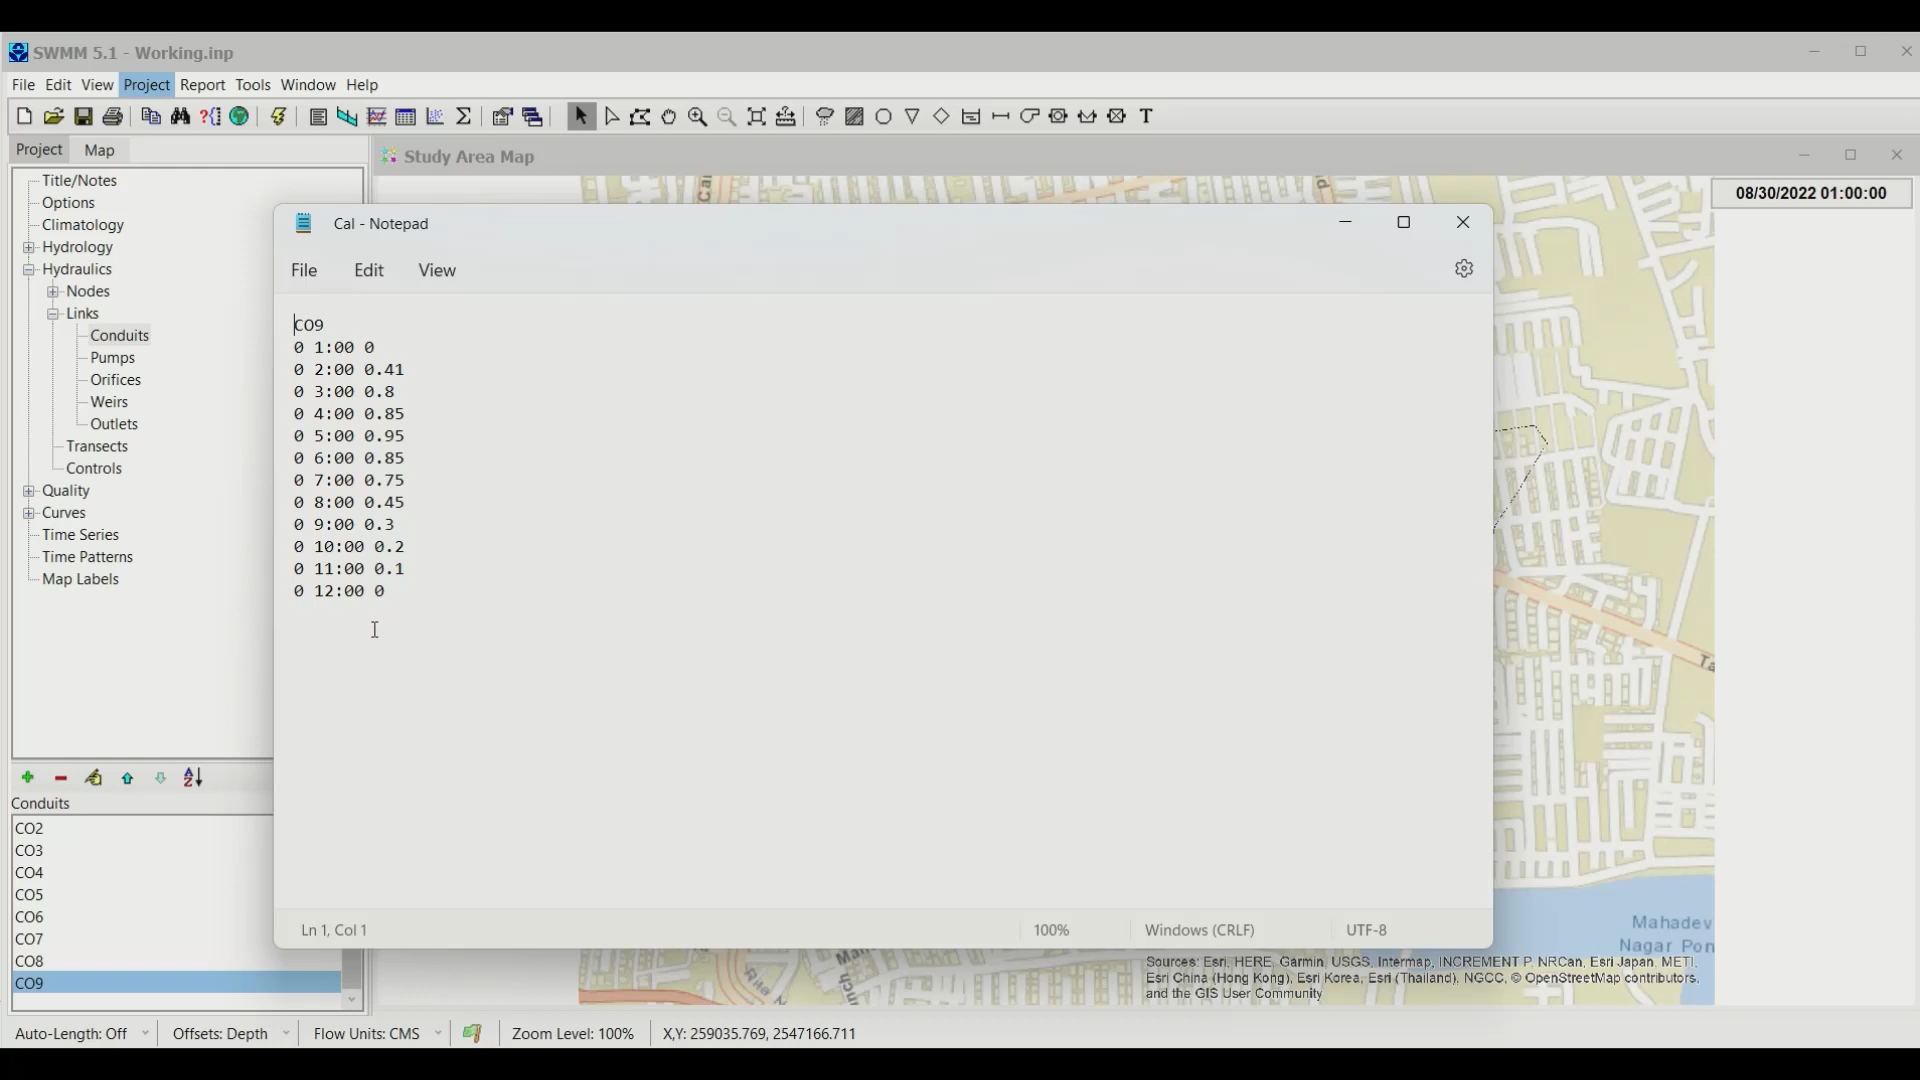 SWMM 5.1 - Working.inp
File Edit View Project Report Tools Window Help
Project Map
Study Area Map
08/30/2022 01:00:00
Title/Notes
Options
Climatology
Hydrology
Hydraulics
Nodes
Links
Conduits
Pumps
Orifices
Weirs
Outlets
Transects
Controls
Quality
Curves
Time Series
Time Patterns
Map Labels
Conduits
CO2
CO3
CO4
CO5
CO6
CO7
CO8
CO9
Cal - Notepad
File Edit View
CO9
0 1:00 0
0 2:00 0.41
0 3:00 0.8
0 4:00 0.85
0 5:00 0.95
0 6:00 0.85
0 7:00 0.75
0 8:00 0.45
0 9:00 0.3
0 10:00 0.2
0 11:00 0.1
0 12:00 0
Ln 1, Col 1 100% Windows (CRLF) UTF-8
Mahadev
Nagar Pon
Sources: Esri, HERE, Garmin, USGS, Intermap, INCREMENT P, NRCan, Esri Japan, METI,
Esri China (Hong Kong), Esri Korea, Esri (Thailand), NGCC, © OpenStreetMap contributors,
and the GIS User Community
Auto-Length: Off Offsets: Depth Flow Units: CMS Zoom Level: 100% X,Y: 259035.769, 2547166.711